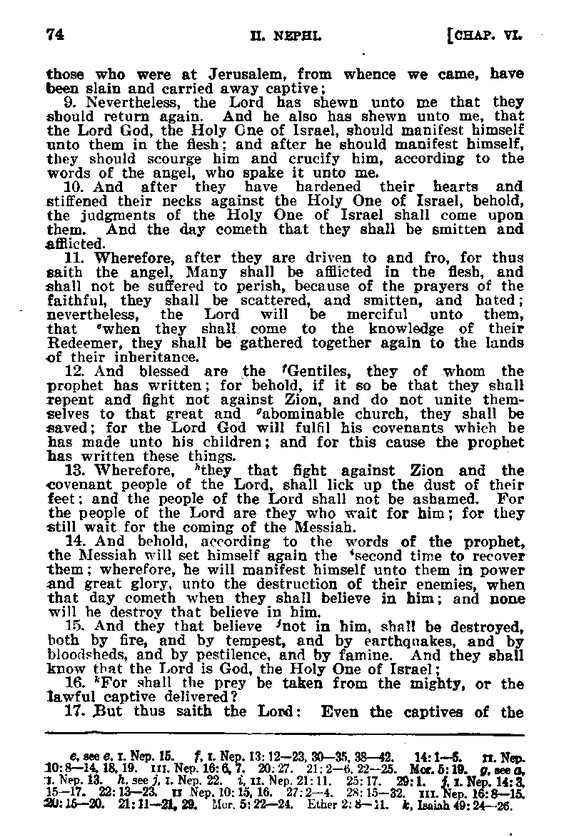 74 II. NEPHI. [CHAP. VI.
those who were at Jerusalem, from whence we came, have
been slain and carried away captive;
9. Nevertheless, the Lord has shewn unto me that they
should return again. And he also has shewn unto me, that
the Lord God, the Holy One of Israel, should manifest himself
unto them in the flesh; and after he should manifest himself,
they should scourge him and crucify him, according to the
words of the angel, who spake it unto me.
10. And after they have hardened their hearts and
stiffened their necks against the Holy One of Israel, behold,
the judgments of the Holy One of Israel shall come upon
them. And the day cometh that they shall be smitten and
afflicted.
11. Wherefore, after they are driven to and fro, for thus
saith the angel, Many shall be afflicted in the flesh, and
shall not be suffered to perish, because of the prayers of the
faithful, they shall be scattered, and smitten, and hated;
nevertheless, the Lord will be merciful unto them,
that ᵉwhen they shall come to the knowledge of their
Redeemer, they shall be gathered together again to the lands
of their inheritance.
12. And blessed are the ᶠGentiles, they of whom the
prophet has written; for behold, if it so be that they shall
repent and fight not against Zion, and do not unite them-
selves to that great and ᵍabominable church, they shall be
saved; for the Lord God will fulfil his covenants which he
has made unto his children; and for this cause the prophet
has written these things.
13. Wherefore, ʰthey that fight against Zion and the
covenant people of the Lord, shall lick up the dust of their
feet; and the people of the Lord shall not be ashamed. For
the people of the Lord are they who wait for him; for they
still wait for the coming of the Messiah.
14. And behold, according to the words of the prophet,
the Messiah will set himself again the ⁱsecond time to recover
them; wherefore, he will manifest himself unto them in power
and great glory, unto the destruction of their enemies, when
that day cometh when they shall believe in him; and none
will he destroy that believe in him.
15. And they that believe ʲnot in him, shall be destroyed,
both by fire, and by tempest, and by earthquakes, and by
bloodsheds, and by pestilence, and by famine. And they shall
know that the Lord is God, the Holy One of Israel;
16. ᵏFor shall the prey be taken from the mighty, or the
lawful captive delivered?
17. But thus saith the Lord: Even the captives of the
e, see e, I. Nep. 15. f, I. Nep. 13: 12—23, 30—35, 38—42. 14: 1—5. II. Nep.
10: 8—14, 18, 19. III. Nep. 16: 6, 7. 20: 27. 21: 2—6, 22—25. Mor. 5: 19. g, see a,
I. Nep. 13. h, see j, I. Nep. 22. i, II. Nep. 21: 11. 25: 17. 29: 1. j, I. Nep. 14: 3,
15—17. 22: 13—23. II Nep. 10: 15, 16. 27: 2—4. 28: 15—32. III. Nep. 16: 8—15.
20: 15—20. 21: 11—21, 29. Mor. 5: 22—24. Ether 2: 8—11. k, Isaiah 49: 24—26.